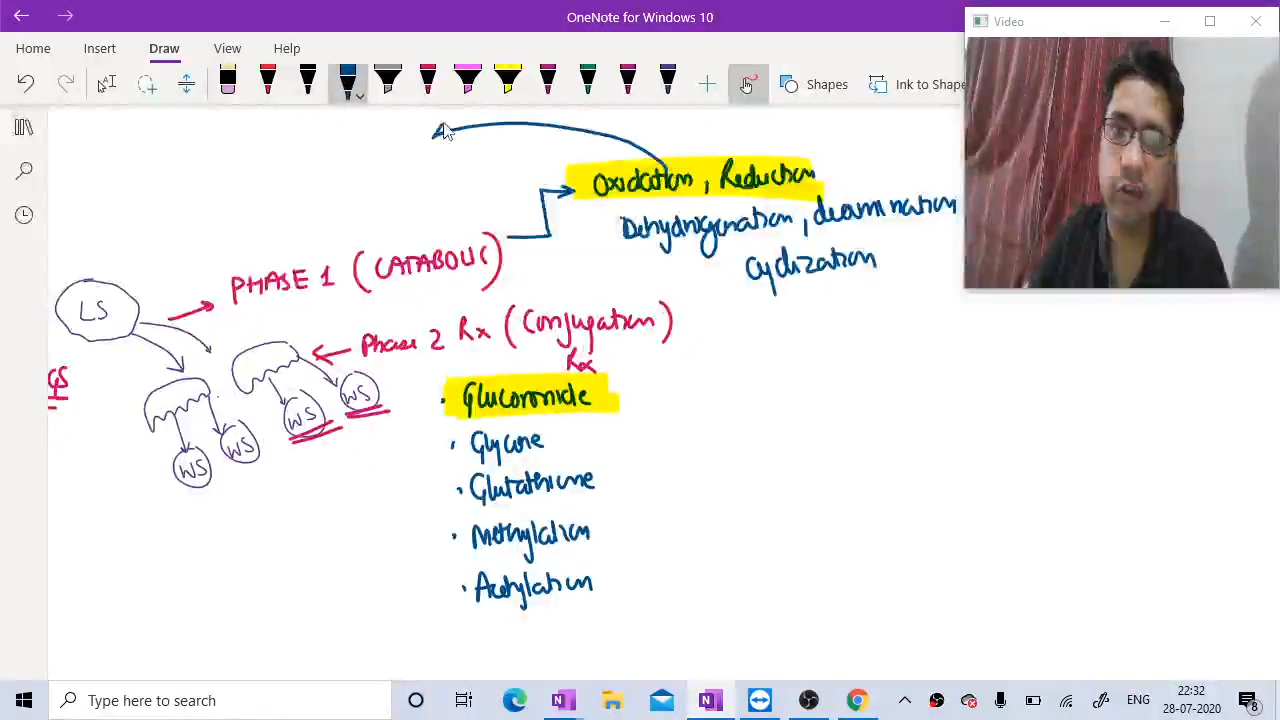 OneNote for Windows 10
Video
Home Insert Draw View Help
Shapes
Ink to Shape
Oxidation, Reduction
Dehydrogenation, deamination
cyclization
PHASE 1 (CATABOLIC)
LS
Phase 2 Rx (Conjugation)
Rx
WS
WS
WS
WS
• Glucoronide
• Glycine
• Glutathione
• Methylation
• Acetylation
Type here to search
ENG
22:32
28-07-2020
8